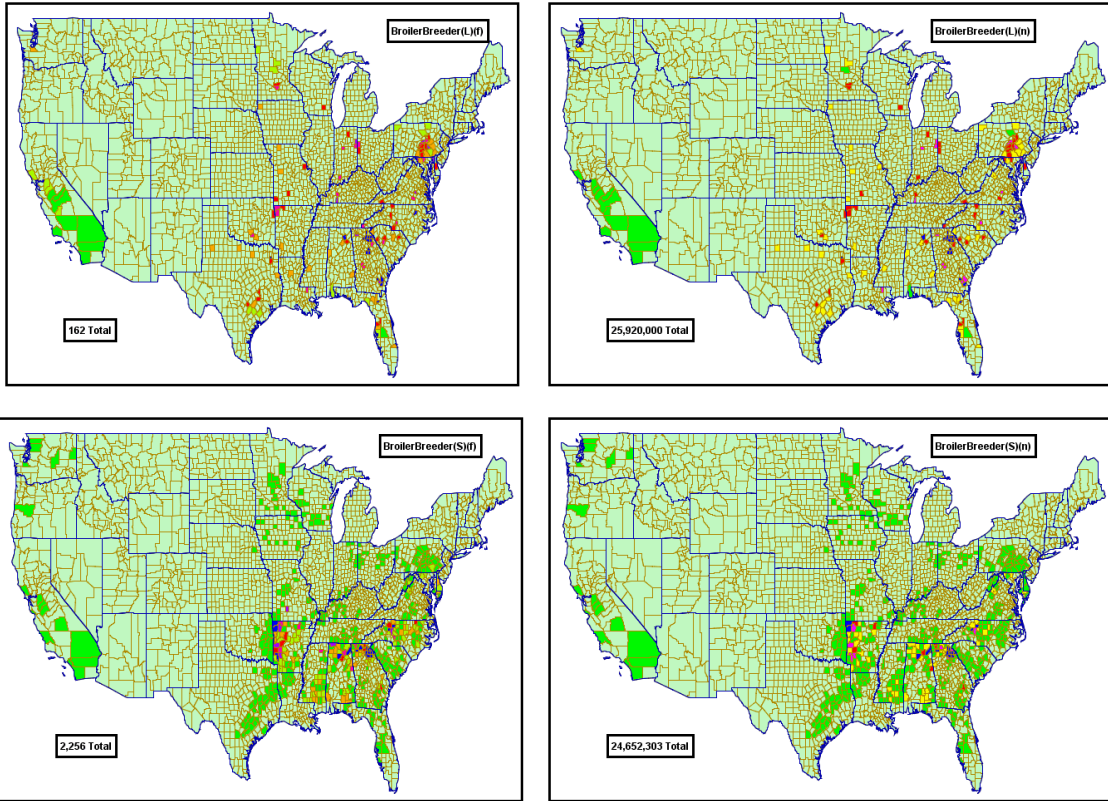 BroilerBreeder(L)(f)
162 Total
BroilerBreeder(L)(n)
25,920,000 Total
BroilerBreeder(S)(f)
2,256 Total
BroilerBreeder(S)(n)
24,652,303 Total